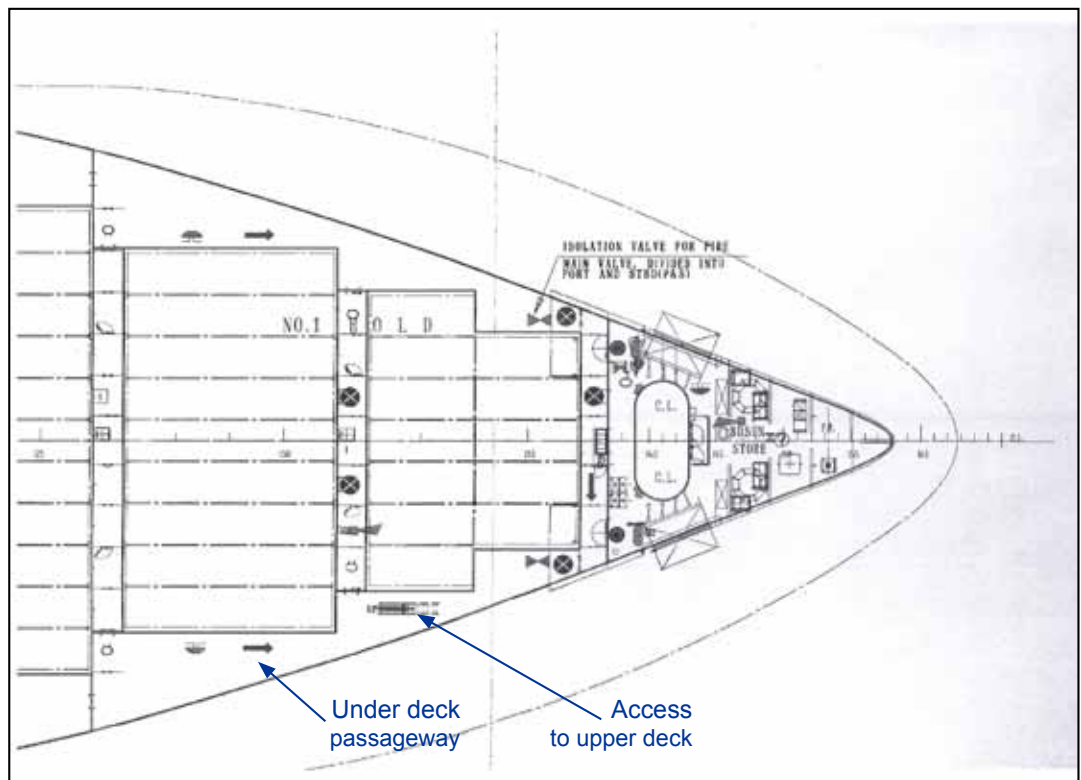 ISOLATION VALVE FOR FIRE
MAIN VALVE, DIVIDED INTO
PORT AND STBD(P&S)
NO.1 HOLD
C.L.
C.L.
BOSUN
STORE
Under deck
passageway
Access
to upper deck